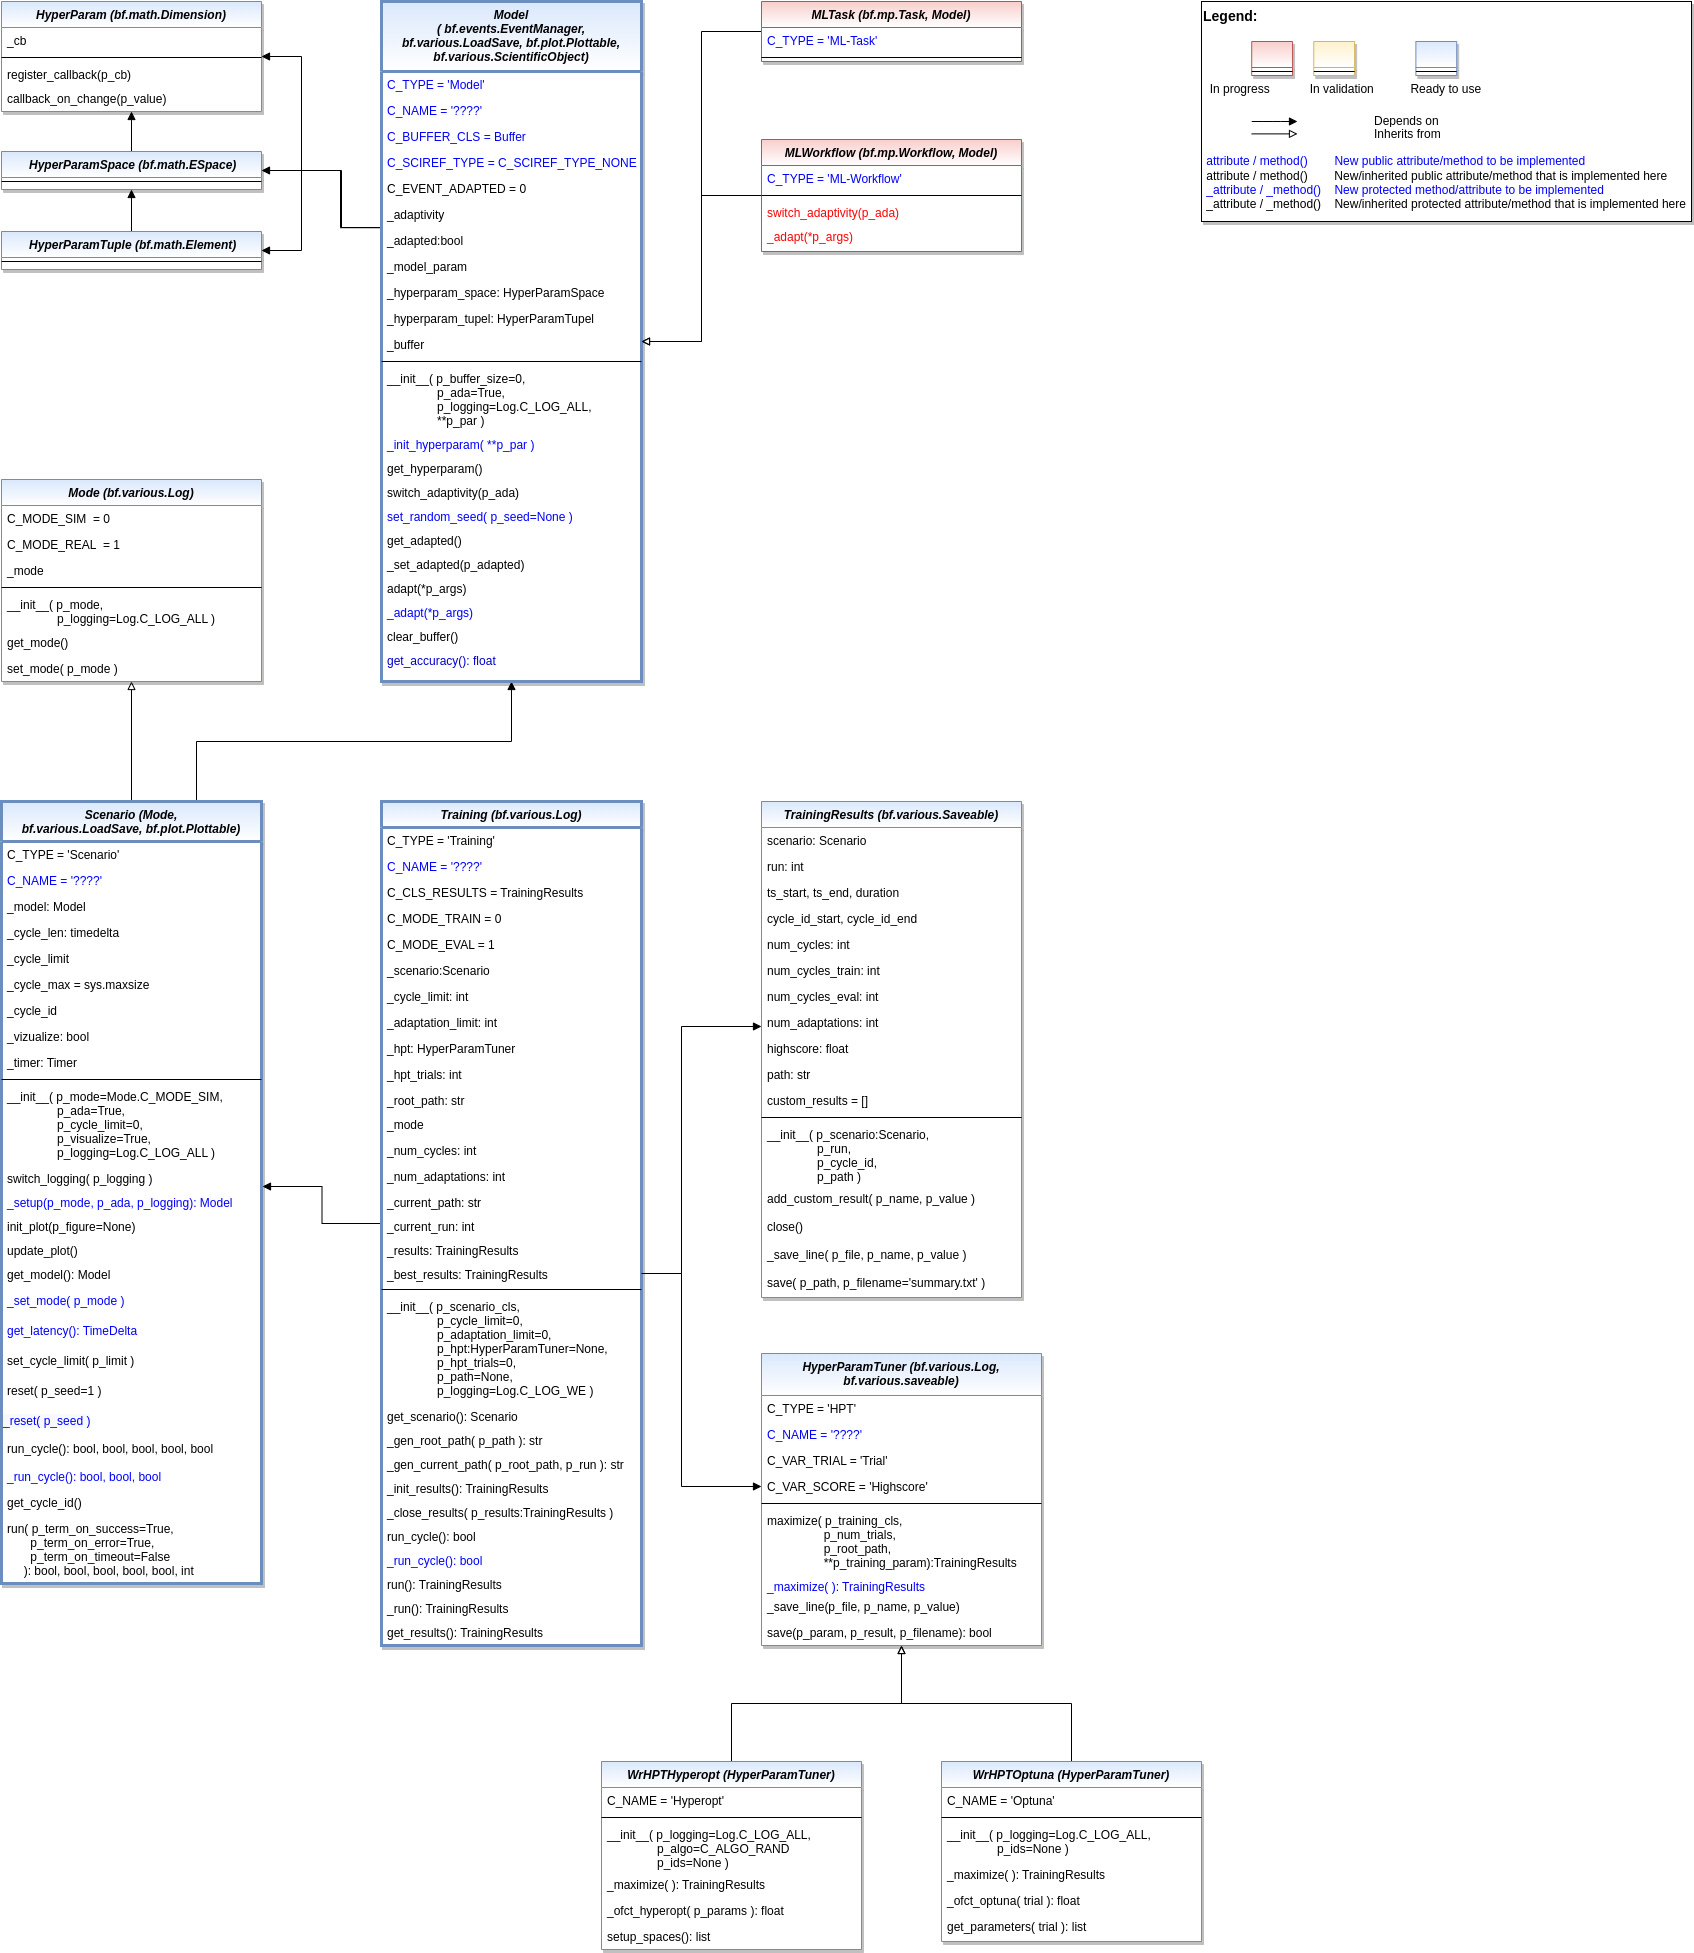 HyperParam (bf.math.Dimension)
_cb
register_callback(p_cb)
callback_on_change(p_value)
HyperParamSpace (bf.math.ESpace)
HyperParamTuple (bf.math.Element)
Model
( bf.events.EventManager,
bf.various.LoadSave, bf.plot.Plottable,
bf.various.ScientificObject)
C_TYPE = 'Model'
C_NAME = '????'
C_BUFFER_CLS = Buffer
C_SCIREF_TYPE = C_SCIREF_TYPE_NONE
C_EVENT_ADAPTED = 0
_adaptivity
_adapted:bool
_model_param
_hyperparam_space: HyperParamSpace
_hyperparam_tupel: HyperParamTupel
_buffer
__init__( p_buffer_size=0,
p_ada=True,
p_logging=Log.C_LOG_ALL,
**p_par )
_init_hyperparam( **p_par )
get_hyperparam()
switch_adaptivity(p_ada)
set_random_seed( p_seed=None )
get_adapted()
_set_adapted(p_adapted)
adapt(*p_args)
_adapt(*p_args)
clear_buffer()
get_accuracy(): float
MLTask (bf.mp.Task, Model)
C_TYPE = 'ML-Task'
MLWorkflow (bf.mp.Workflow, Model)
C_TYPE = 'ML-Workflow'
switch_adaptivity(p_ada)
_adapt(*p_args)
Legend:
In progress In validation Ready to use
Depends on
Inherits from
attribute / method() New public attribute/method to be implemented
attribute / method() New/inherited public attribute/method that is implemented here
_attribute / _method() New protected method/attribute to be implemented
_attribute / _method() New/inherited protected attribute/method that is implemented here
Mode (bf.various.Log)
C_MODE_SIM = 0
C_MODE_REAL = 1
_mode
__init__( p_mode,
p_logging=Log.C_LOG_ALL )
get_mode()
set_mode( p_mode )
Scenario (Mode,
bf.various.LoadSave, bf.plot.Plottable)
C_TYPE = 'Scenario'
C_NAME = '????'
_model: Model
_cycle_len: timedelta
_cycle_limit
_cycle_max = sys.maxsize
_cycle_id
_vizualize: bool
_timer: Timer
__init__( p_mode=Mode.C_MODE_SIM,
p_ada=True,
p_cycle_limit=0,
p_visualize=True,
p_logging=Log.C_LOG_ALL )
switch_logging( p_logging )
_setup(p_mode, p_ada, p_logging): Model
init_plot(p_figure=None)
update_plot()
get_model(): Model
_set_mode( p_mode )
get_latency(): TimeDelta
set_cycle_limit( p_limit )
reset( p_seed=1 )
_reset( p_seed )
run_cycle(): bool, bool, bool, bool, bool
_run_cycle(): bool, bool, bool
get_cycle_id()
run( p_term_on_success=True,
p_term_on_error=True,
p_term_on_timeout=False
): bool, bool, bool, bool, bool, int
Training (bf.various.Log)
C_TYPE = 'Training'
C_NAME = '????'
C_CLS_RESULTS = TrainingResults
C_MODE_TRAIN = 0
C_MODE_EVAL = 1
_scenario:Scenario
_cycle_limit: int
_adaptation_limit: int
_hpt: HyperParamTuner
_hpt_trials: int
_root_path: str
_mode
_num_cycles: int
_num_adaptations: int
_current_path: str
_current_run: int
_results: TrainingResults
_best_results: TrainingResults
__init__( p_scenario_cls,
p_cycle_limit=0,
p_adaptation_limit=0,
p_hpt:HyperParamTuner=None,
p_hpt_trials=0,
p_path=None,
p_logging=Log.C_LOG_WE )
get_scenario(): Scenario
_gen_root_path( p_path ): str
_gen_current_path( p_root_path, p_run ): str
_init_results(): TrainingResults
_close_results( p_results:TrainingResults )
run_cycle(): bool
_run_cycle(): bool
run(): TrainingResults
_run(): TrainingResults
get_results(): TrainingResults
TrainingResults (bf.various.Saveable)
scenario: Scenario
run: int
ts_start, ts_end, duration
cycle_id_start, cycle_id_end
num_cycles: int
num_cycles_train: int
num_cycles_eval: int
num_adaptations: int
highscore: float
path: str
custom_results = []
__init__( p_scenario:Scenario,
p_run,
p_cycle_id,
p_path )
add_custom_result( p_name, p_value )
close()
_save_line( p_file, p_name, p_value )
save( p_path, p_filename='summary.txt' )
HyperParamTuner (bf.various.Log,
bf.various.saveable)
C_TYPE = 'HPT'
C_NAME = '????'
C_VAR_TRIAL = 'Trial'
C_VAR_SCORE = 'Highscore'
maximize( p_training_cls,
p_num_trials,
p_root_path,
**p_training_param):TrainingResults
_maximize( ): TrainingResults
_save_line(p_file, p_name, p_value)
save(p_param, p_result, p_filename): bool
WrHPTHyperopt (HyperParamTuner)
C_NAME = 'Hyperopt'
__init__( p_logging=Log.C_LOG_ALL,
p_algo=C_ALGO_RAND
p_ids=None )
_maximize( ): TrainingResults
_ofct_hyperopt( p_params ): float
setup_spaces(): list
WrHPTOptuna (HyperParamTuner)
C_NAME = 'Optuna'
__init__( p_logging=Log.C_LOG_ALL,
p_ids=None )
_maximize( ): TrainingResults
_ofct_optuna( trial ): float
get_parameters( trial ): list